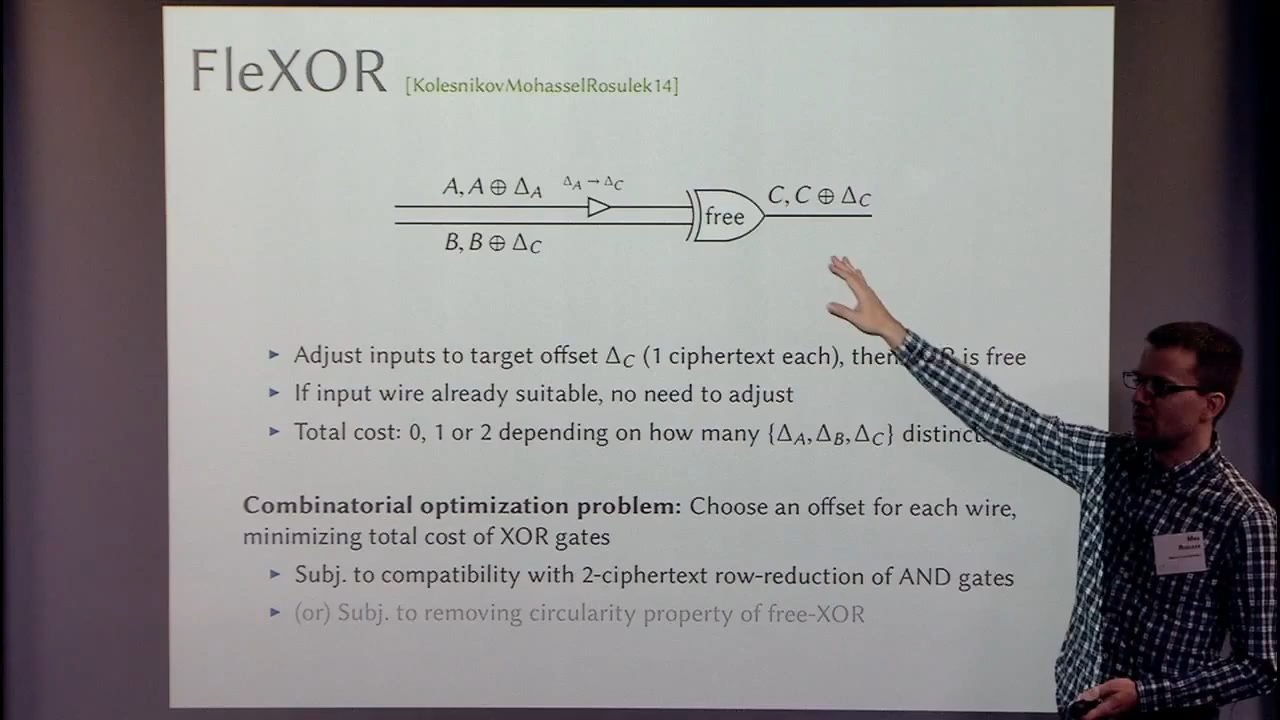 FleXOR [KolesnikovMohasselRosulek14]
A, A ⊕ Δ_A Δ_A → Δ_C
C, C ⊕ Δ_C
free
B, B ⊕ Δ_C
▸ Adjust inputs to target offset Δ_C (1 ciphertext each), then XOR is free
▸ If input wire already suitable, no need to adjust
▸ Total cost: 0, 1 or 2 depending on how many {Δ_A, Δ_B, Δ_C} distinct.
Combinatorial optimization problem: Choose an offset for each wire,
minimizing total cost of XOR gates
▸ Subj. to compatibility with 2-ciphertext row-reduction of AND gates
▸ (or) Subj. to removing circularity property of free-XOR